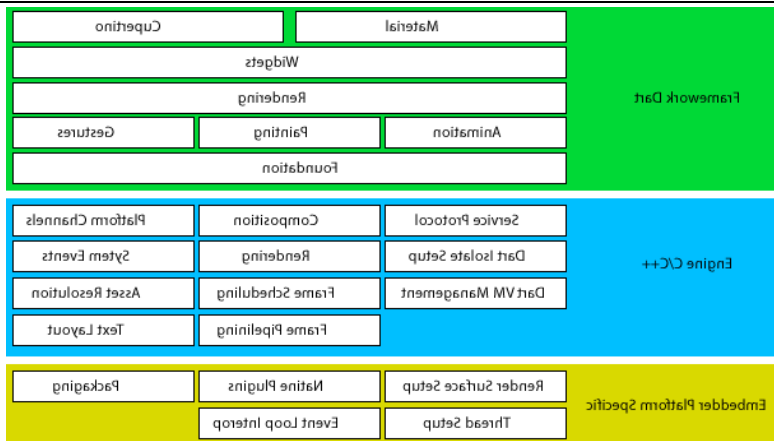 Framework Dart
Material
Cupertino
Widgets
Rendering
Animation
Painting
Gestures
Foundation
Engine C/C++
Service Protocol
Composition
Platform Channels
Dart Isolate Setup
Rendering
Sytem Events
Dart VM Management
Frame Scheduling
Asset Resolution
Frame Pipelining
Text Layout
Embedder Platform Specific
Render Surface Setup
Natine Plugins
Packaging
Thread Setup
Event Loop Interop